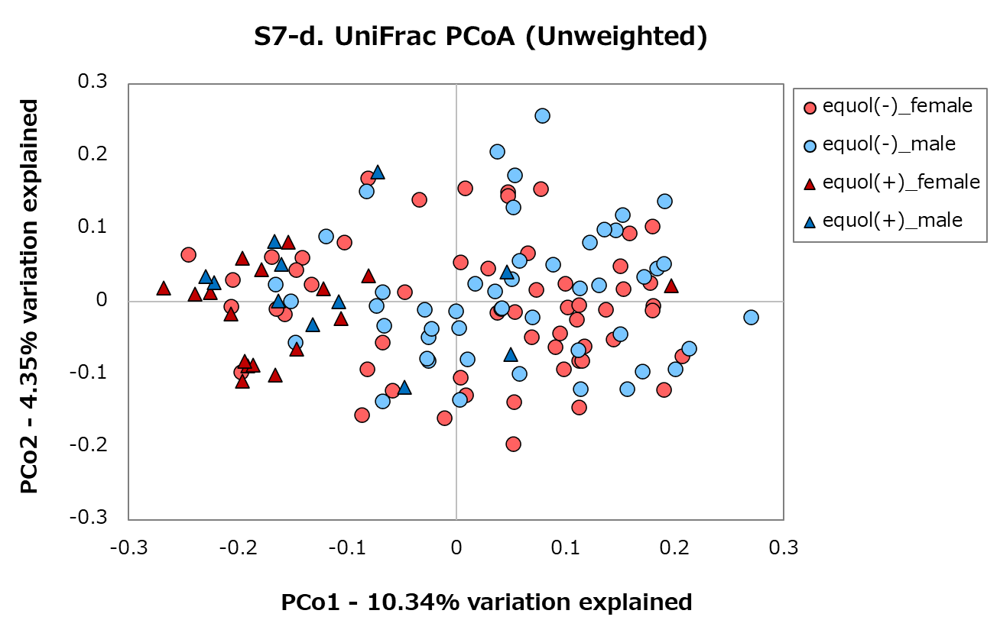 S7-d. UniFrac PCoA (Unweighted)
0.3
0.2
0.1
0
-0.1
-0.2
-0.3
PCo2 - 4.35% variation explained
-0.3
-0.2
-0.1
0
0.1
0.2
0.3
PCo1 - 10.34% variation explained
equol(-)_female
equol(-)_male
equol(+)_female
equol(+)_male